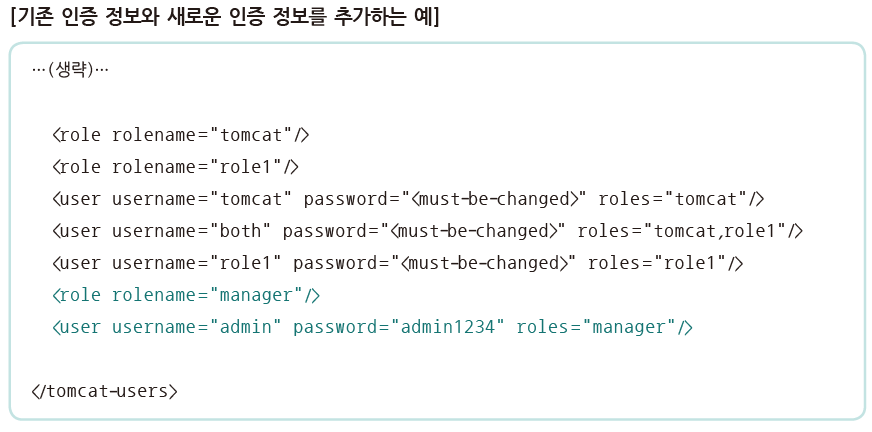 [기존 인증 정보와 새로운 인증 정보를 추가하는 예]
…(생략)…
<role rolename="tomcat"/>
<role rolename="role1"/>
<user username="tomcat" password="<must-be-changed>" roles="tomcat"/>
<user username="both" password="<must-be-changed>" roles="tomcat,role1"/>
<user username="role1" password="<must-be-changed>" roles="role1"/>
<role rolename="manager"/>
<user username="admin" password="admin1234" roles="manager"/>
</tomcat-users>